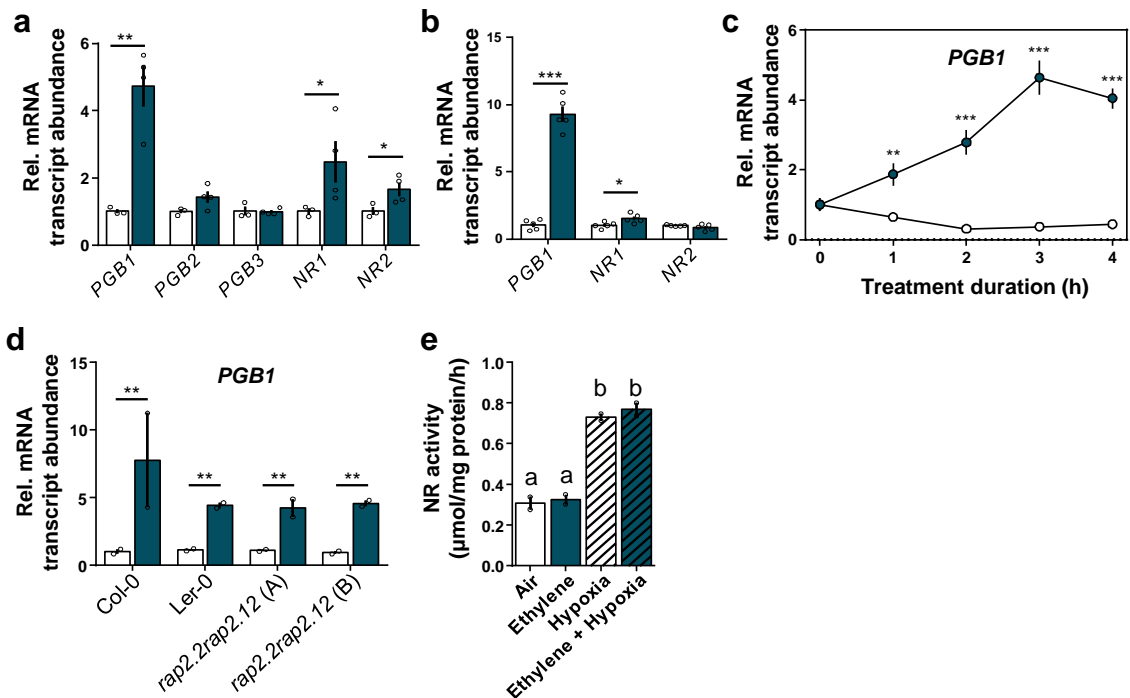 a
Rel. mRNA
transcript abundance
6
4
2
0
**
*
*
PGB1
PGB2
PGB3
NR1
NR2
b
Rel. mRNA
transcript abundance
15
10
5
0
***
*
PGB1
NR1
NR2
c
Rel. mRNA
transcript abundance
6
4
2
0
PGB1
**
***
***
***
0 1 2 3 4
Treatment duration (h)
d
Rel. mRNA
transcript abundance
15
10
5
0
PGB1
**
**
**
**
Col-0
Ler-0
rap2.2rap2.12 (A)
rap2.2rap2.12 (B)
e
NR activity
(µmol/mg protein/h)
1.0
0.8
0.6
0.4
0.2
0.0
a
a
b
b
Air
Ethylene
Hypoxia
Ethylene + Hypoxia